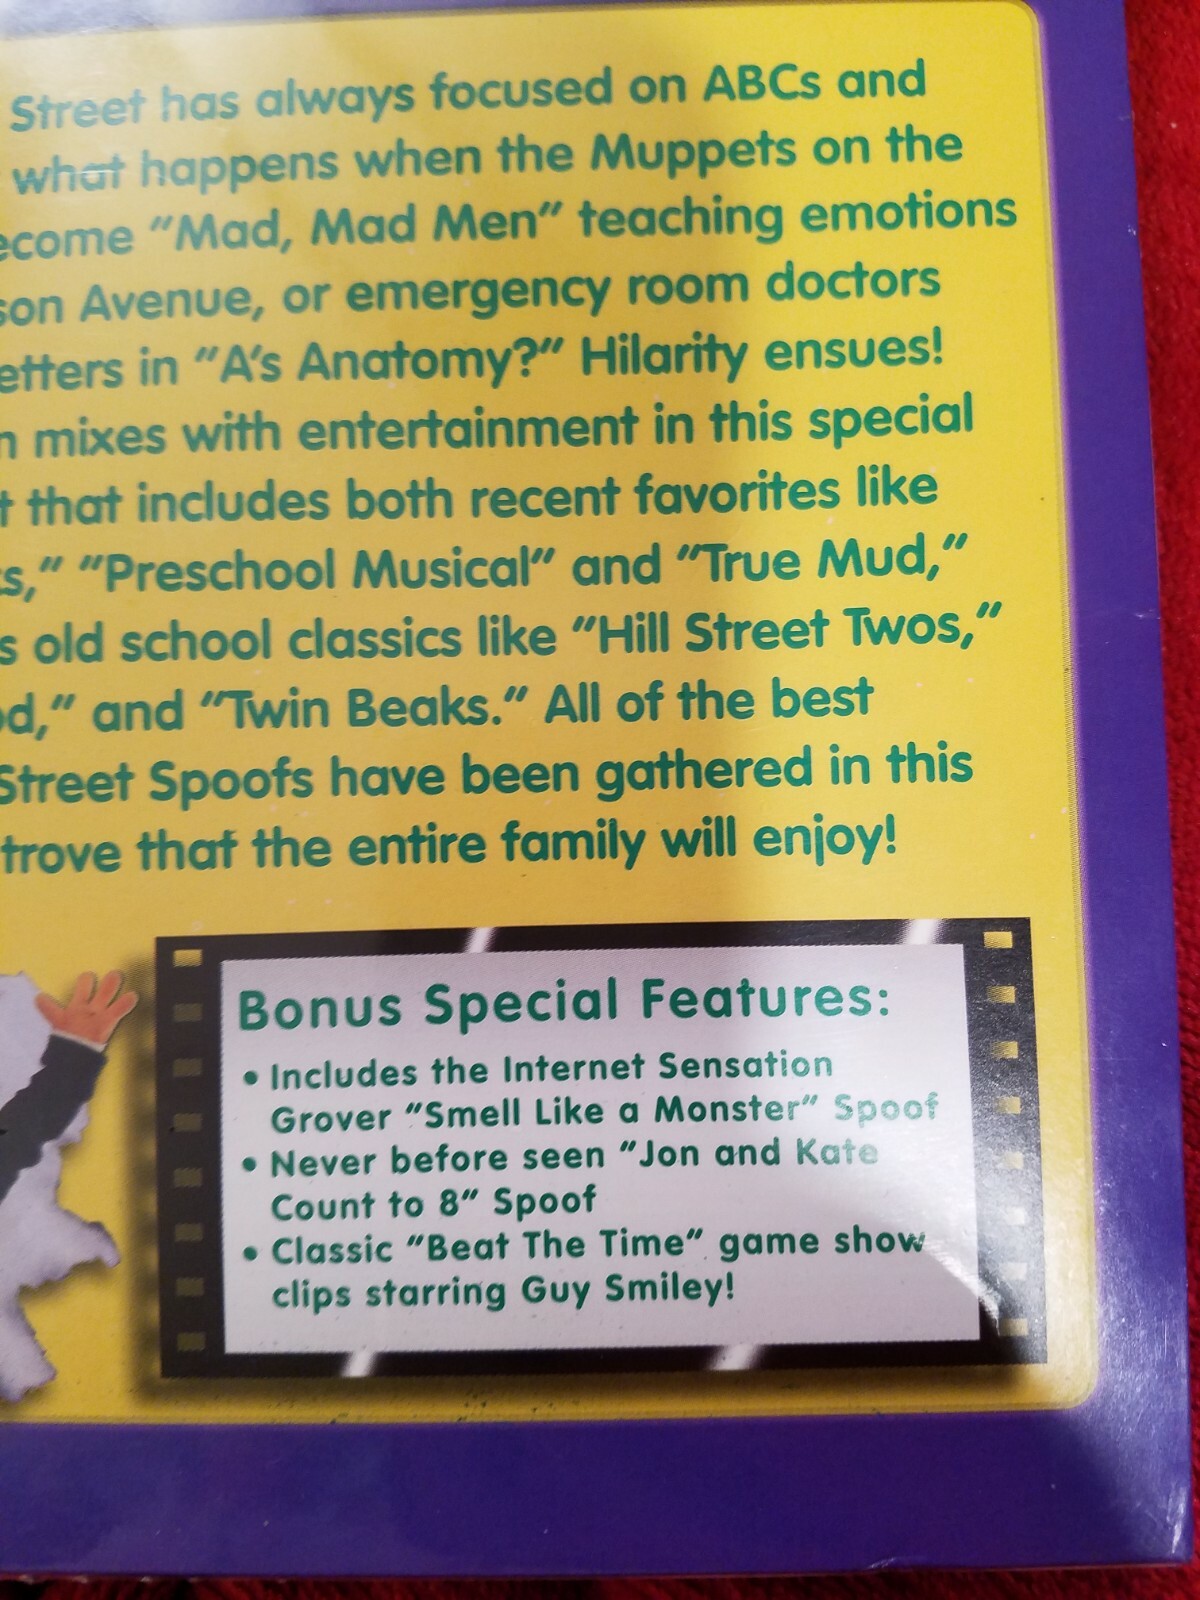 Street has always focused on ABCs and
what happens when the Muppets on the
ecome "Mad, Mad Men" teaching emotions
son Avenue, or emergency room doctors
etters in "A's Anatomy?" Hilarity ensues!
n mixes with entertainment in this special
t that includes both recent favorites like
s," "Preschool Musical" and "True Mud,"
s old school classics like "Hill Street Twos,"
od," and "Twin Beaks." All of the best
Street Spoofs have been gathered in this
trove that the entire family will enjoy!
Bonus Special Features:
• Includes the Internet Sensation
Grover "Smell Like a Monster" Spoof
• Never before seen "Jon and Kate
Count to 8" Spoof
• Classic "Beat The Time" game show
clips starring Guy Smiley!